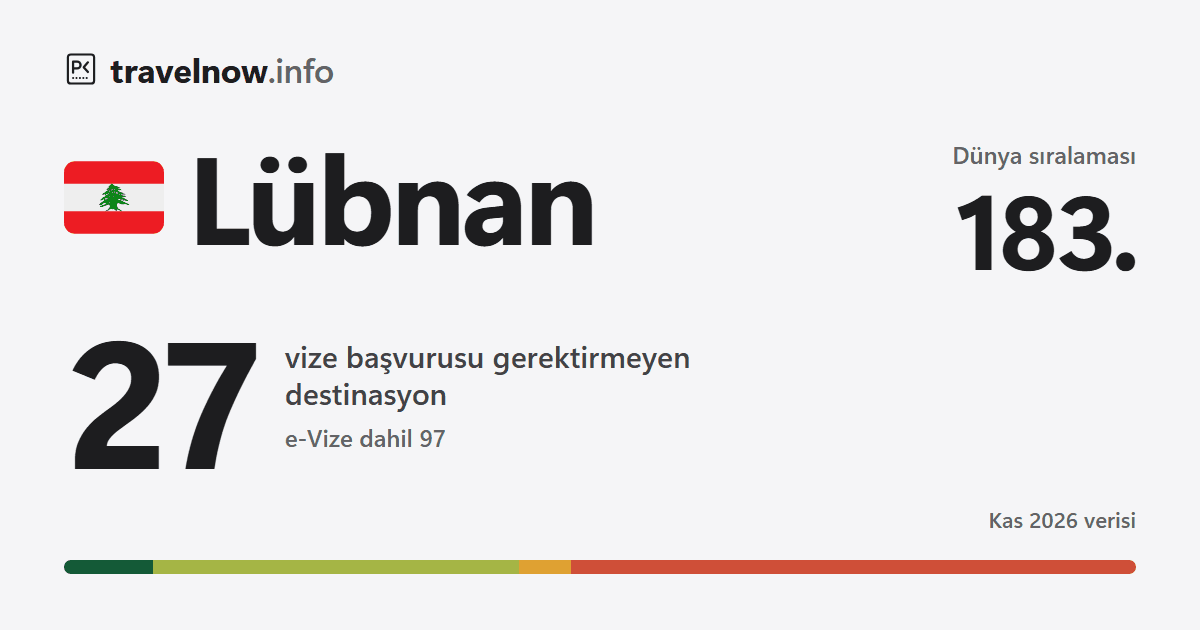 travelnow.info
Lübnan
Dünya sıralaması
183.
27
vize başvurusu gerektirmeyen
destinasyon
e-Vize dahil 97
Kas 2026 verisi